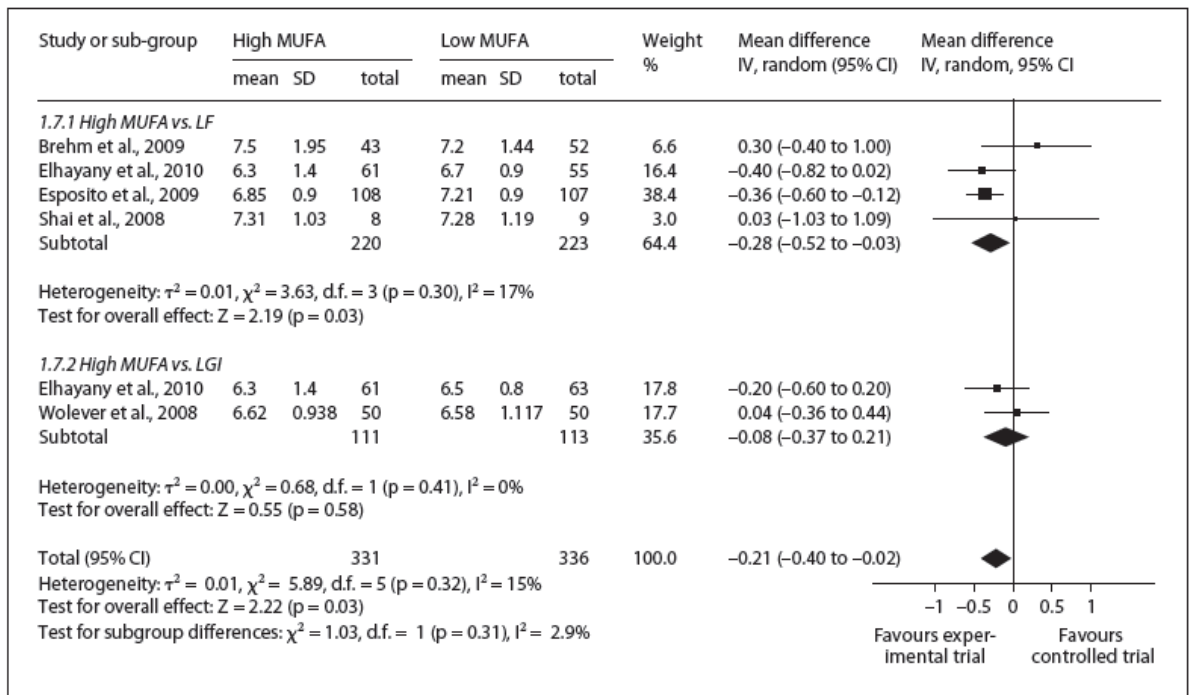 Study or sub-group High MUFA Low MUFA Weight Mean difference Mean difference
% IV, random (95% CI) IV, random, 95% CI
mean SD total mean SD total
1.7.1 High MUFA vs. LF
Brehm et al., 2009 7.5 1.95 43 7.2 1.44 52 6.6 0.30 (–0.40 to 1.00)
Elhayany et al., 2010 6.3 1.4 61 6.7 0.9 55 16.4 –0.40 (–0.82 to 0.02)
Esposito et al., 2009 6.85 0.9 108 7.21 0.9 107 38.4 –0.36 (–0.60 to –0.12)
Shai et al., 2008 7.31 1.03 8 7.28 1.19 9 3.0 0.03 (–1.03 to 1.09)
Subtotal 220 223 64.4 –0.28 (–0.52 to –0.03)
Heterogeneity: τ² = 0.01, χ² = 3.63, d.f. = 3 (p = 0.30), I² = 17%
Test for overall effect: Z = 2.19 (p = 0.03)
1.7.2 High MUFA vs. LGI
Elhayany et al., 2010 6.3 1.4 61 6.5 0.8 63 17.8 –0.20 (–0.60 to 0.20)
Wolever et al., 2008 6.62 0.938 50 6.58 1.117 50 17.7 0.04 (–0.36 to 0.44)
Subtotal 111 113 35.6 –0.08 (–0.37 to 0.21)
Heterogeneity: τ² = 0.00, χ² = 0.68, d.f. = 1 (p = 0.41), I² = 0%
Test for overall effect: Z = 0.55 (p = 0.58)
Total (95% CI) 331 336 100.0 –0.21 (–0.40 to –0.02)
Heterogeneity: τ² = 0.01, χ² = 5.89, d.f. = 5 (p = 0.32), I² = 15%
Test for overall effect: Z = 2.22 (p = 0.03)
Test for subgroup differences: χ² = 1.03, d.f. = 1 (p = 0.31), I² = 2.9%
–1 –0.5 0 0.5 1
Favours exper- Favours
imental trial controlled trial